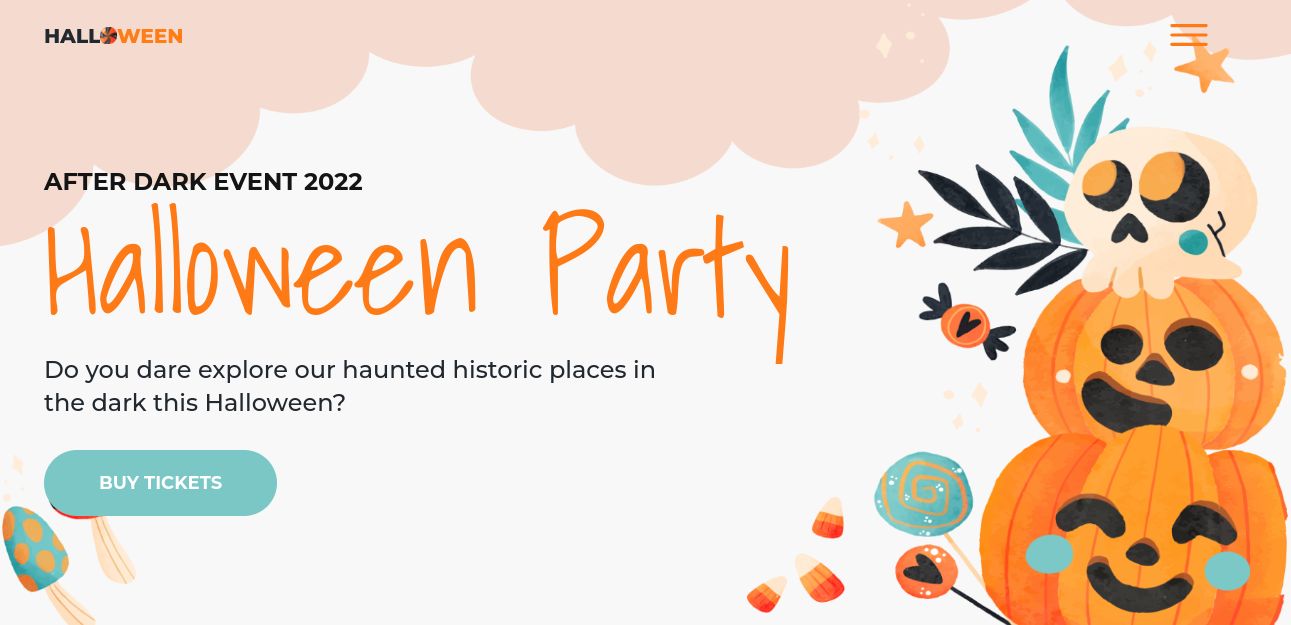 HALLOWEEN
AFTER DARK EVENT 2022
Halloween Party
Do you dare explore our haunted historic places in
the dark this Halloween?
BUY TICKETS